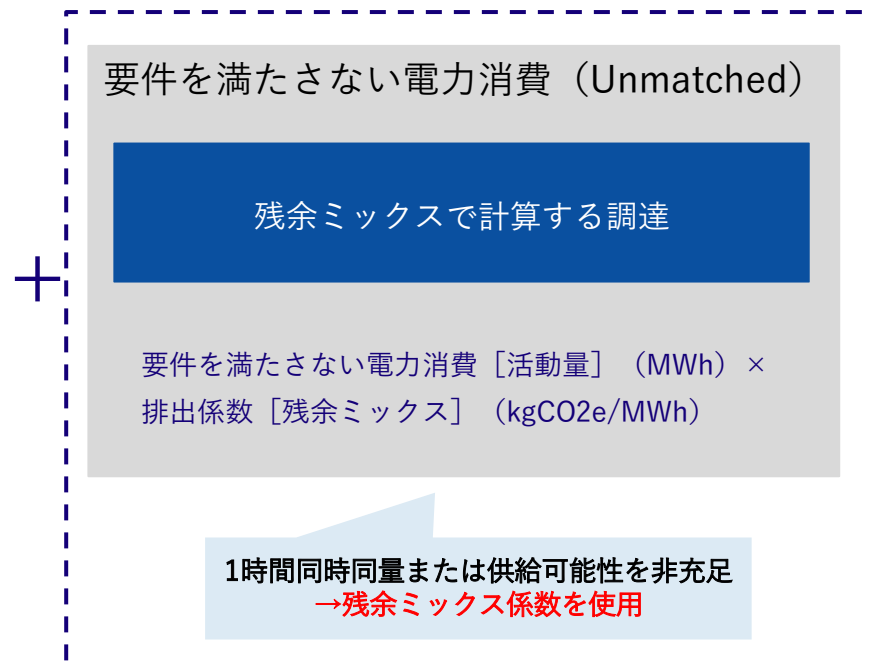 要件を満たさない電力消費（Unmatched）
残余ミックスで計算する調達
＋
要件を満たさない電力消費［活動量］（MWh）×
排出係数［残余ミックス］（kgCO2e/MWh）
1時間同時同量または供給可能性を非充足
→残余ミックス係数を使用